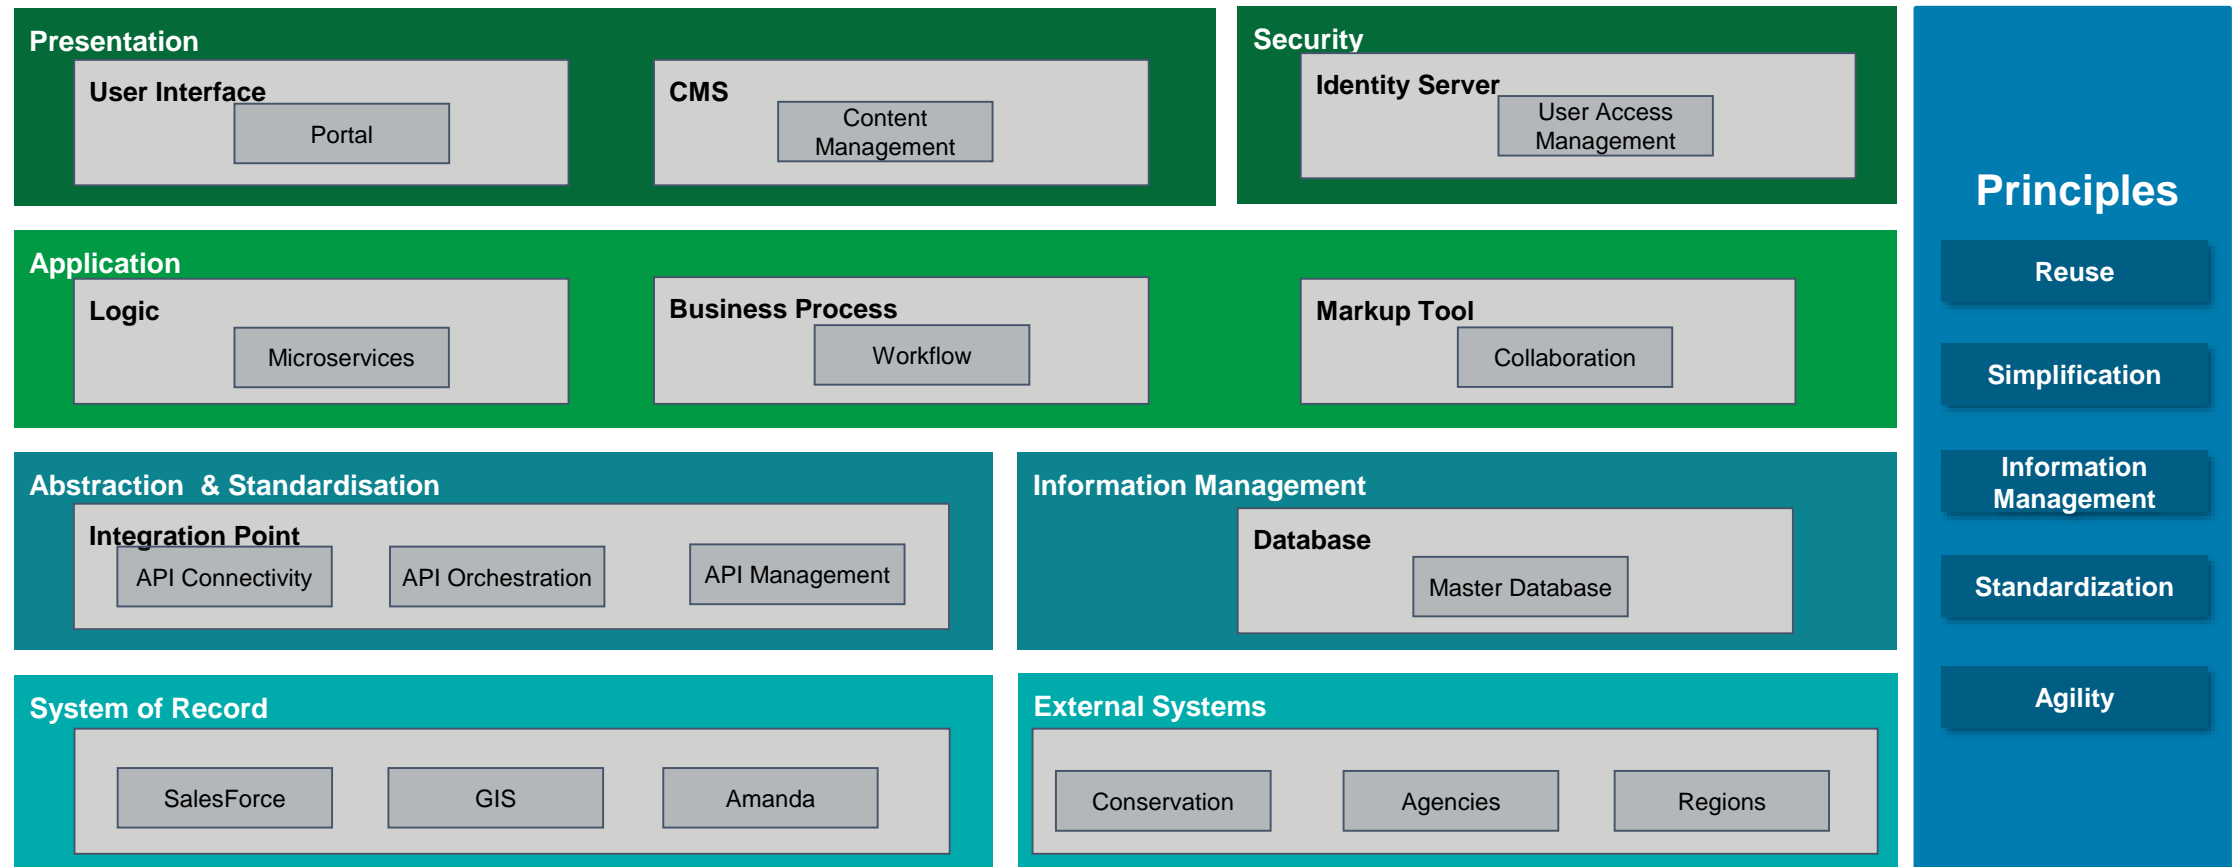 Presentation
User Interface
Portal
CMS
Content
Management
Security
Identity Server
User Access
Management
Application
Logic
Microservices
Business Process
Workflow
Markup Tool
Collaboration
Abstraction  & Standardisation
Integration Point
API Connectivity
API Orchestration
API Management
Information Management
Database
Master Database
System of Record
SalesForce
GIS
Amanda
External Systems
Conservation
Agencies
Regions
Principles
Reuse
Simplification
Information
Management
Standardization
Agility